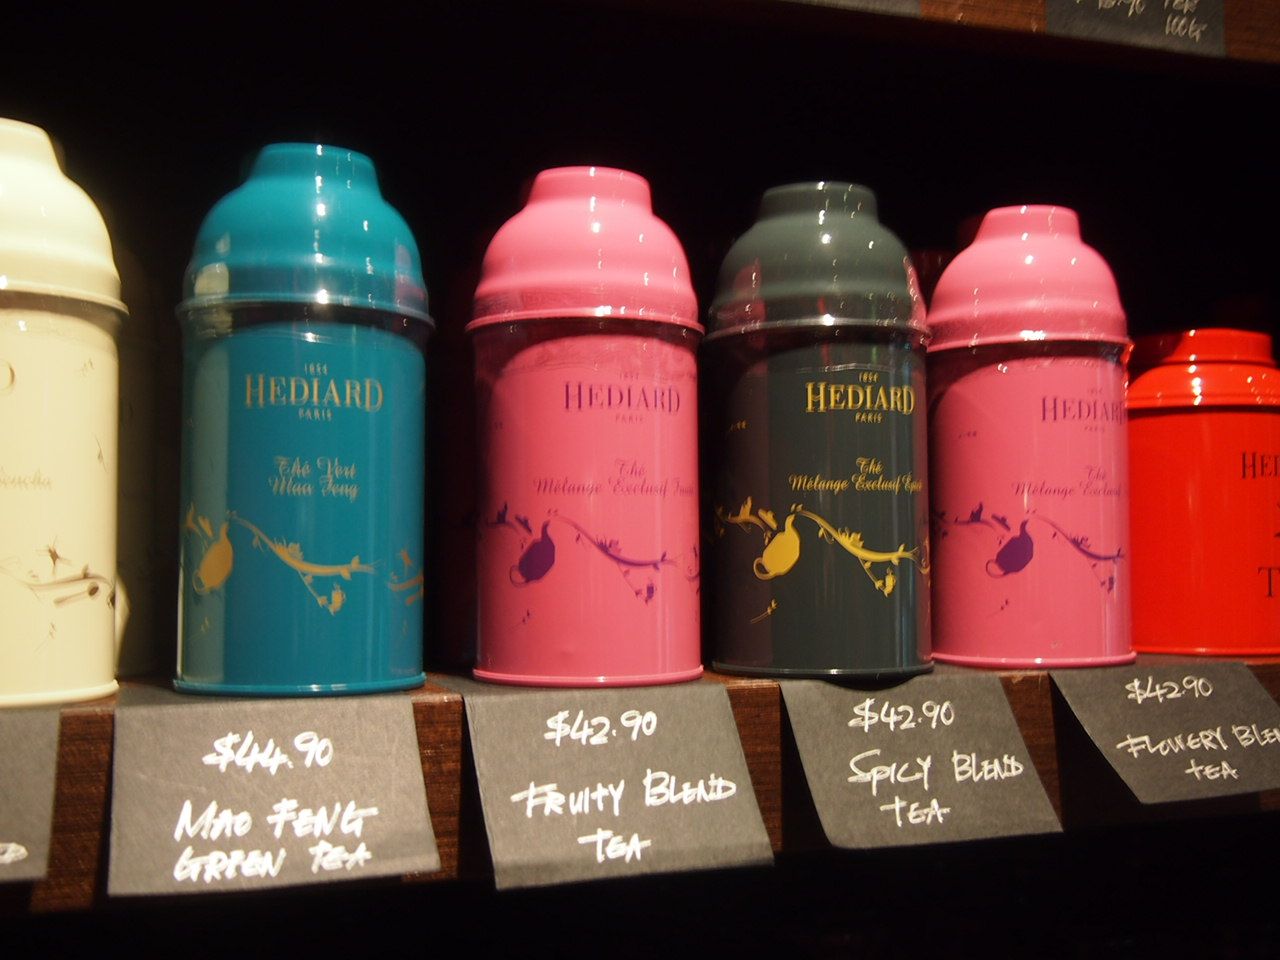 100G
1854
HEDIARD
PARIS
Thé Vert
Mao Feng
1854
HEDIARD
PARIS
Thé
Mélange Exclusif
1854
HEDIARD
PARIS
Thé
Mélange Exclusif
HEDIARD
PARIS
Thé
Mélange Exclusif
$44.90
MAO FENG
GREEN TEA
$42.90
FRUITY BLEND
TEA
$42.90
SPICY BLEND
TEA
$42.90
FLOWERY
TEA